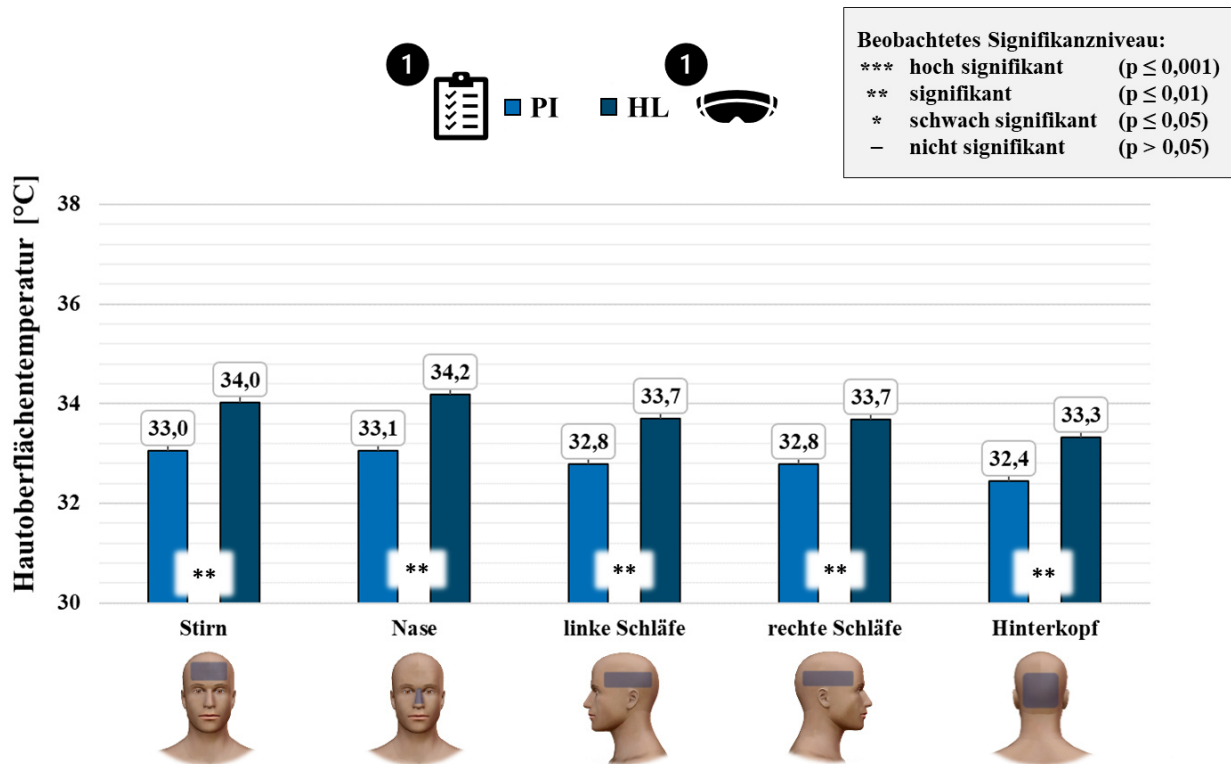 1
PI
HL
1
Beobachtetes Signifikanzniveau:
*** hoch signifikant (p ≤ 0,001)
** signifikant (p ≤ 0,01)
* schwach signifikant (p ≤ 0,05)
– nicht signifikant (p > 0,05)
Hautoberflächentemperatur [°C]
38
36
34
32
30
33,0
34,0
33,1
34,2
32,8
33,7
32,8
33,7
32,4
33,3
**
**
**
**
**
Stirn
Nase
linke Schläfe
rechte Schläfe
Hinterkopf